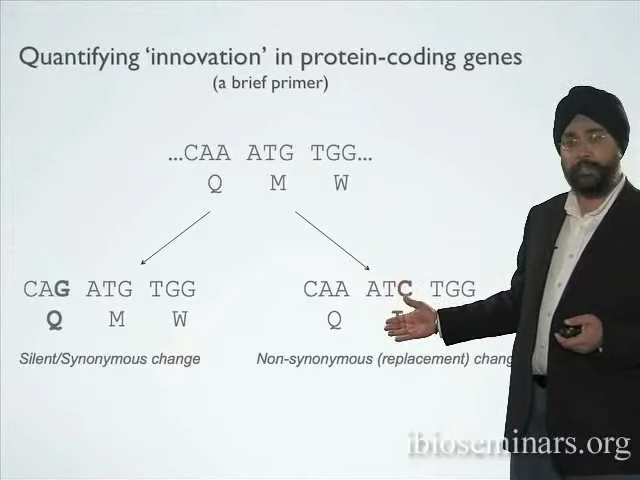 Quantifying ‘innovation’ in protein-coding genes
(a brief primer)
...CAA ATG TGG...
Q M W
CAG ATG TGG
CAA ATC TGG
Q M W
Q
Silent/Synonymous change
Non-synonymous (replacement)
ibioseminars.org